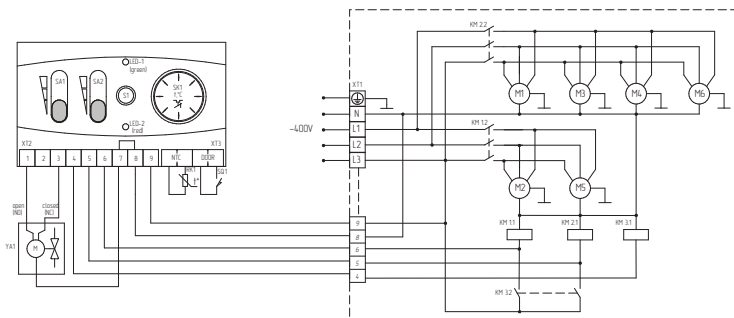 KM 2.2
LED-1
(green)
SA1
SA2
S1
SK1
t,°C
LED-2
(red)
XT2
XT3
1 2 3 4 5 6 7 8 9 NTC DOOR
RK1
t°
SQ1
open
(NO)
closed
(NC)
YA1
M
XT1
N
~400V
L1
L2
L3
9
8
6
5
4
M1
M3
M4
M6
KM 1.2
M2
M5
KM 1.1
KM 2.1
KM 3.1
KM 3.2